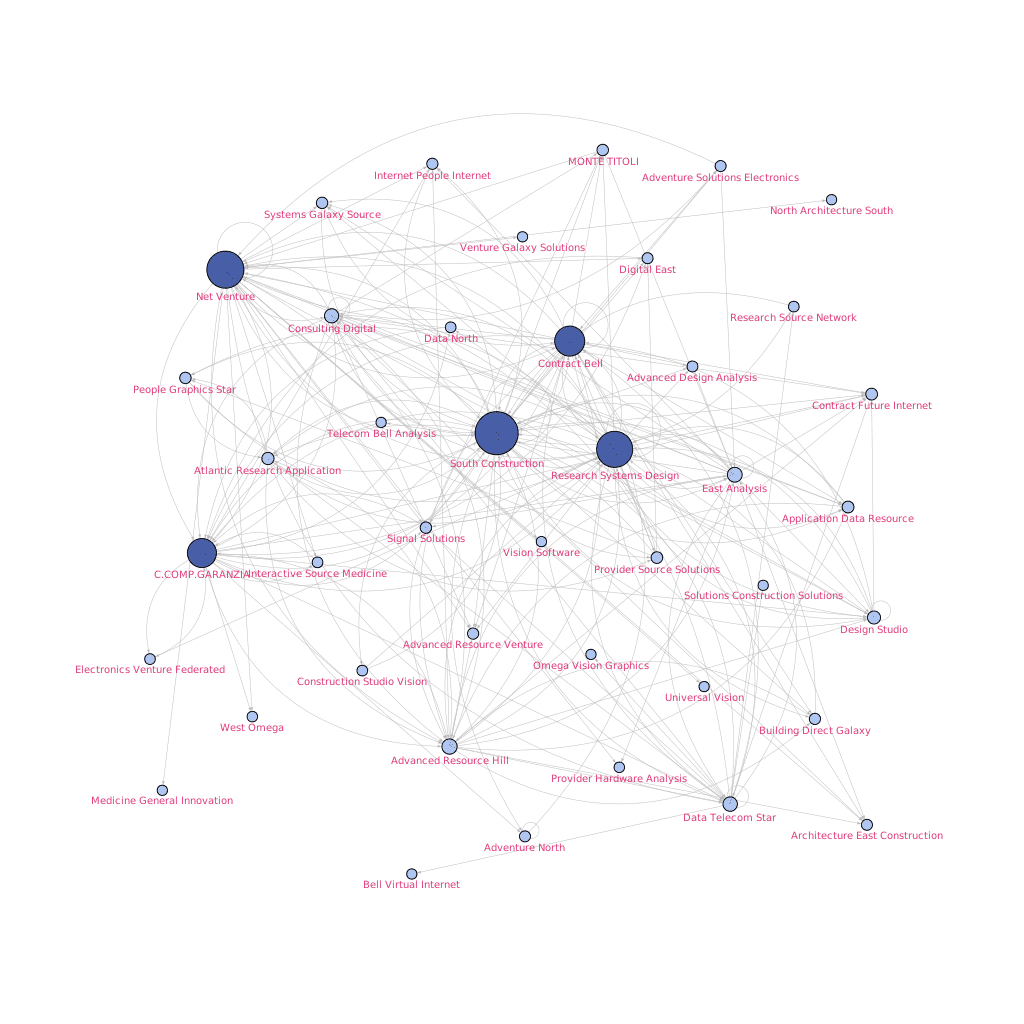 MONTE TITOLI
Internet People Internet
Adventure Solutions Electronics
North Architecture South
Systems Galaxy Source
Venture Galaxy Solutions
Digital East
Net Venture
Research Source Network
Consulting Digital
Data North
Contract Bell
Advanced Design Analysis
People Graphics Star
Contract Future Internet
Telecom Bell Analysis
South Construction
Atlantic Research Application
Research Systems Design
East Analysis
Application Data Resource
Signal Solutions
Vision Software
Provider Source Solutions
C.COMP.GARANZIA
Interactive Source Medicine
Solutions Construction Solutions
Design Studio
Advanced Resource Venture
Omega Vision Graphics
Electronics Venture Federated
Construction Studio Vision
Universal Vision
West Omega
Building Direct Galaxy
Advanced Resource Hill
Provider Hardware Analysis
Medicine General Innovation
Data Telecom Star
Architecture East Construction
Adventure North
Bell Virtual Internet